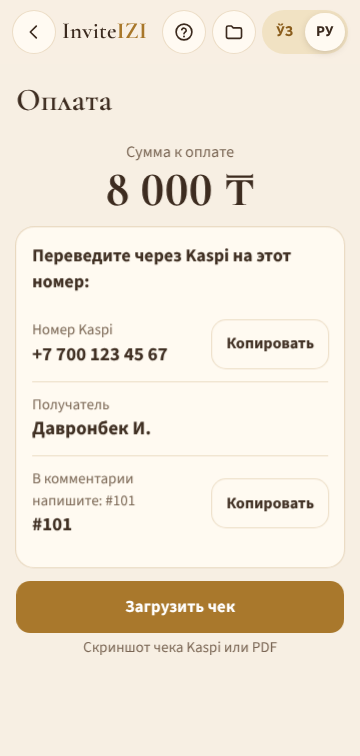 InviteIZI
ЎЗ
РУ
Оплата
Сумма к оплате
8 000 ₸
Переведите через Kaspi на этот
номер:
Номер Kaspi
+7 700 123 45 67
Копировать
Получатель
Давронбек И.
В комментарии
напишите: #101
#101
Копировать
Загрузить чек
Скриншот чека Kaspi или PDF